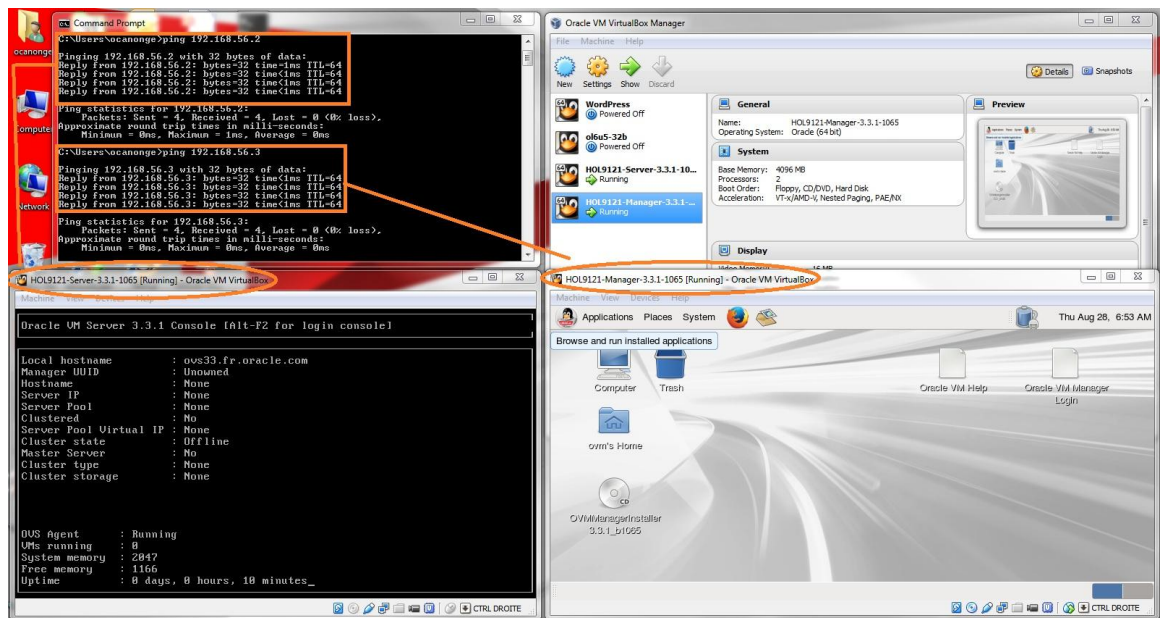 ocanonge
Computer
Network
Command Prompt
C:\Users\ocanonge>ping 192.168.56.2
Pinging 192.168.56.2 with 32 bytes of data:
Reply from 192.168.56.2: bytes=32 time=1ms TTL=64
Reply from 192.168.56.2: bytes=32 time<1ms TTL=64
Reply from 192.168.56.2: bytes=32 time<1ms TTL=64
Reply from 192.168.56.2: bytes=32 time<1ms TTL=64
Ping statistics for 192.168.56.2:
Packets: Sent = 4, Received = 4, Lost = 0 (0% loss),
Approximate round trip times in milli-seconds:
Minimum = 0ms, Maximum = 1ms, Average = 0ms
C:\Users\ocanonge>ping 192.168.56.3
Pinging 192.168.56.3 with 32 bytes of data:
Reply from 192.168.56.3: bytes=32 time<1ms TTL=64
Reply from 192.168.56.3: bytes=32 time<1ms TTL=64
Reply from 192.168.56.3: bytes=32 time<1ms TTL=64
Reply from 192.168.56.3: bytes=32 time<1ms TTL=64
Ping statistics for 192.168.56.3:
Packets: Sent = 4, Received = 4, Lost = 0 (0% loss),
Approximate round trip times in milli-seconds:
Minimum = 0ms, Maximum = 0ms, Average = 0ms
Oracle VM VirtualBox Manager
File Machine Help
New Settings Show Discard
Details Snapshots
WordPress
Powered Off
ol6u5-32b
Powered Off
HOL9121-Server-3.3.1-10...
Running
HOL9121-Manager-3.3.1-...
Running
General
Name: HOL9121-Manager-3.3.1-1065
Operating System: Oracle (64 bit)
System
Base Memory: 4096 MB
Processors: 2
Boot Order: Floppy, CD/DVD, Hard Disk
Acceleration: VT-x/AMD-V, Nested Paging, PAE/NX
Display
Video Memory: 16 MB
Preview
HOL9121-Server-3.3.1-1065 [Running] - Oracle VM VirtualBox
Machine View Devices Help
Oracle VM Server 3.3.1 Console [Alt-F2 for login console]
Local hostname : ovs33.fr.oracle.com
Manager UUID : Unowned
Hostname : None
Server IP : None
Server Pool : None
Clustered : No
Server Pool Virtual IP : None
Cluster state : Offline
Master Server : No
Cluster type : None
Cluster storage : None
OVS Agent : Running
VMs running : 0
System memory : 2047
Free memory : 1166
Uptime : 0 days, 0 hours, 10 minutes_
CTRL DROITE
HOL9121-Manager-3.3.1-1065 [Running] - Oracle VM VirtualBox
Machine View Devices Help
Applications Places System
Thu Aug 28, 6:53 AM
Browse and run installed applications
Computer
Trash
Oracle VM Help
Oracle VM Manager
Login
ovm's Home
CD
OVMManagerInstaller
3.3.1_b1065
CTRL DROITE